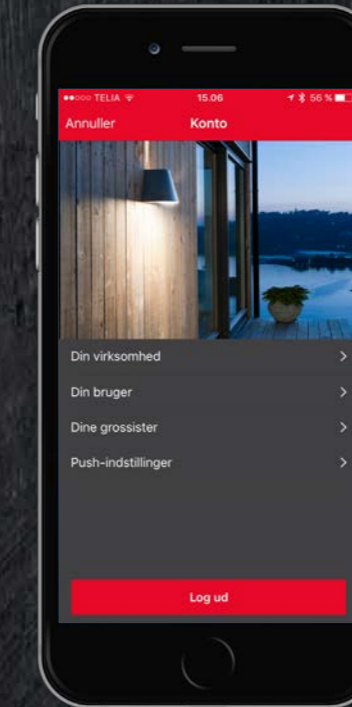 TELIA 15.06 56 %
Annuller Konto
Din virksomhed
Din bruger
Dine grossister
Push-indstillinger
Log ud